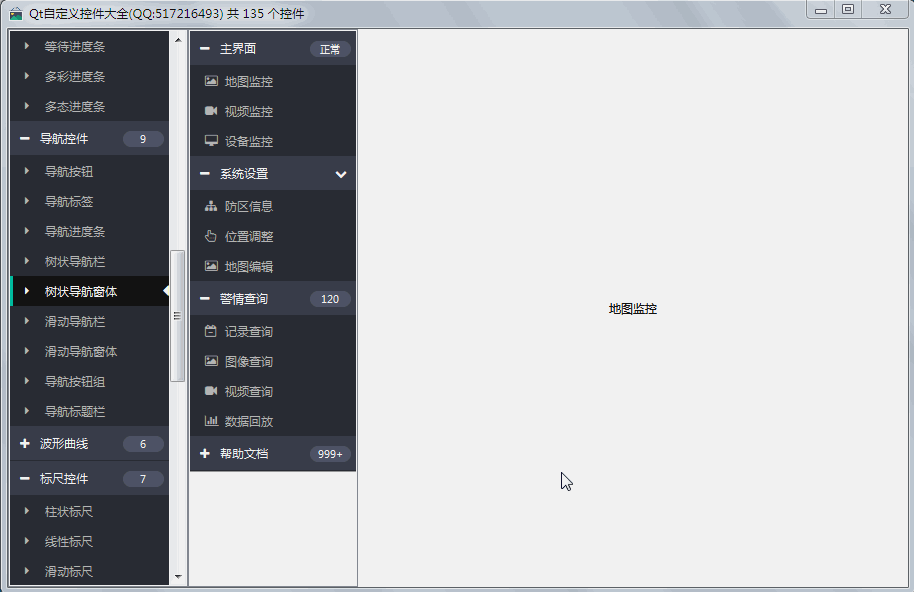 Qt自定义控件大全(QQ:517216493) 共 135 个控件
等待进度条
多彩进度条
多态进度条
导航控件 9
导航按钮
导航标签
导航进度条
树状导航栏
树状导航窗体
滑动导航栏
滑动导航窗体
导航按钮组
导航标题栏
波形曲线 6
标尺控件 7
柱状标尺
线性标尺
滑动标尺
主界面 正常
地图监控
视频监控
设备监控
系统设置
防区信息
位置调整
地图编辑
警情查询 120
记录查询
图像查询
视频查询
数据回放
帮助文档 999+
地图监控